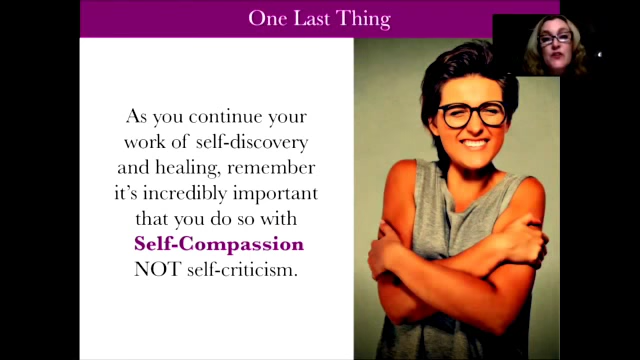 One Last Thing
As you continue your
work of self-discovery
and healing, remember
it's incredibly important
that you do so with
Self-Compassion
NOT self-criticism.